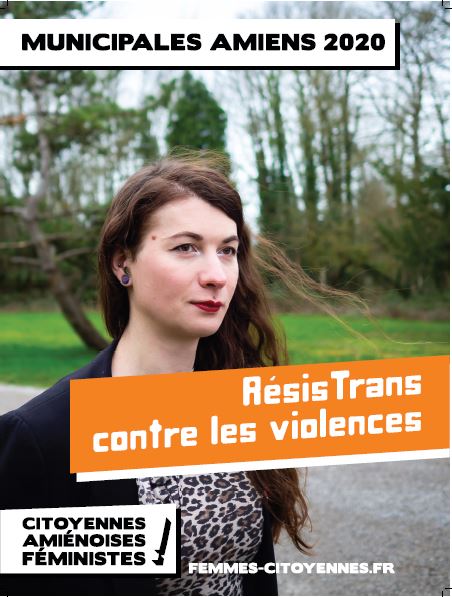 MUNICIPALES AMIENS 2020
RésisTrans
contre les violences
CITOYENNES
AMIÉNOISES
FÉMINISTES !
FEMMES-CITOYENNES.FR